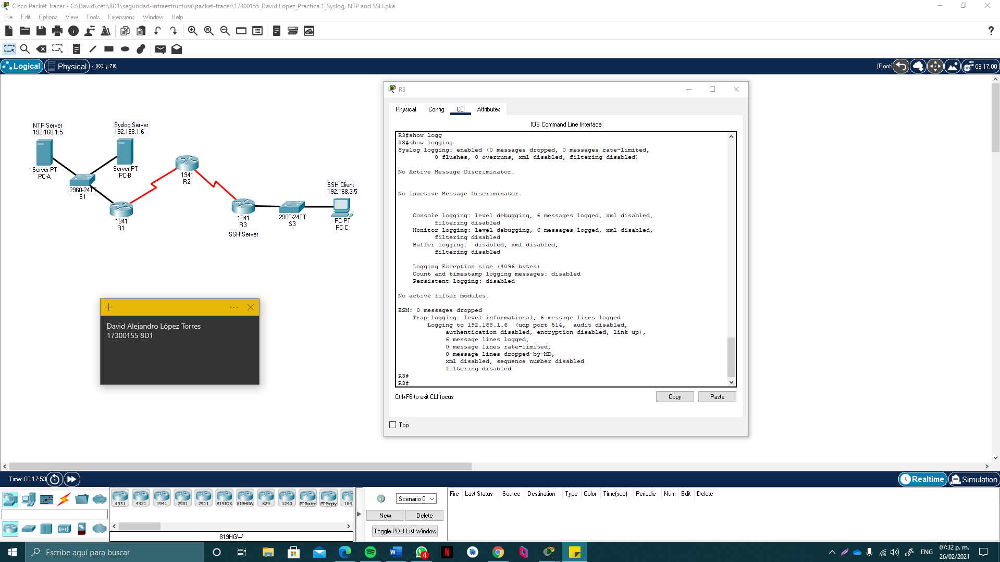 Cisco Packet Tracer - C:\David\ceti\8D1\seguridad-infraestructura\packet-tracer\17300155_David Lopez_Practica 1_Syslog, NTP and SSH.pka
File Edit Options View Tools Extensions Window Help
Logical Physical x: 883, y: 716 [Root] 09:17:00
R3
Physical Config CLI Attributes
IOS Command Line Interface
R3#show logg
R3#show logging
Syslog logging: enabled (0 messages dropped, 0 messages rate-limited,
0 flushes, 0 overruns, xml disabled, filtering disabled)
No Active Message Discriminator.
No Inactive Message Discriminator.
Console logging: level debugging, 6 messages logged, xml disabled,
filtering disabled
Monitor logging: level debugging, 6 messages logged, xml disabled,
filtering disabled
Buffer logging:  disabled, xml disabled,
filtering disabled
Logging Exception size (4096 bytes)
Count and timestamp logging messages: disabled
Persistent logging: disabled
No active filter modules.
ESM: 0 messages dropped
Trap logging: level informational, 6 message lines logged
Logging to 192.168.1.6  (udp port 514,  audit disabled,
authentication disabled, encryption disabled, link up),
6 message lines logged,
0 message lines rate-limited,
0 message lines dropped-by-MD,
xml disabled, sequence number disabled
filtering disabled
R3#
R3#
Ctrl+F6 to exit CLI focus
Copy Paste
Top
NTP Server
192.168.1.5
Server-PT
PC-A
Syslog Server
192.168.1.6
Server-PT
PC-B
2960-24TT
S1
1941
R1
1941
R2
1941
R3
SSH Server
2960-24TT
S3
SSH Client
192.168.3.5
PC-PT
PC-C
David Alejandro López Torres
17300155 8D1
Time: 00:17:53
Realtime Simulation
4331 4321 1941 2901 2911 819IOX 819HGW 829 1240 PT-Router PT-Empty 184
819HGW
Scenario 0
New Delete
Toggle PDU List Window
Fire Last Status Source Destination Type Color Time(sec) Periodic Num Edit Delete
Escribe aquí para buscar
4
ENG
07:32 p. m.
26/02/2021